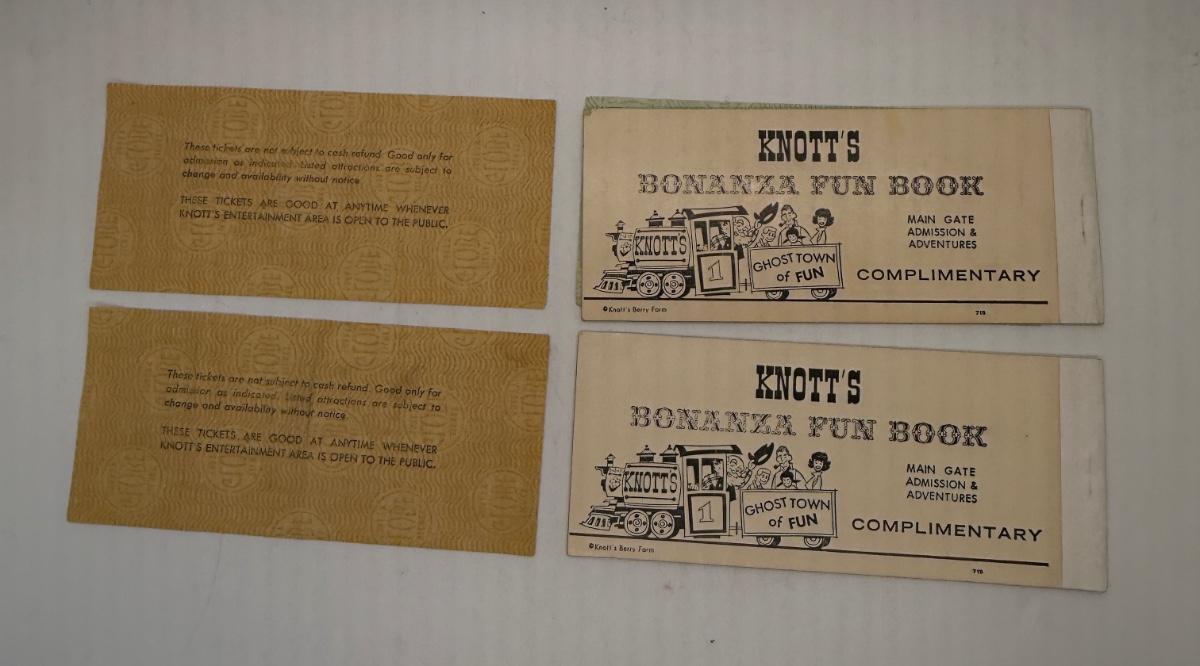 These tickets are not subject to cash refund. Good only for
admission as indicated. Listed attractions are subject to
change and availability without notice.
THESE TICKETS ARE GOOD AT ANYTIME WHENEVER
KNOTT'S ENTERTAINMENT AREA IS OPEN TO THE PUBLIC.
KNOTT'S
BONANZA FUN BOOK
MAIN GATE
ADMISSION &
ADVENTURES
KNOTT'S
1
GHOST TOWN
of FUN
COMPLIMENTARY
©Knott's Berry Farm
71B
These tickets are not subject to cash refund. Good only for
admission as indicated. Listed attractions are subject to
change and availability without notice.
THESE TICKETS ARE GOOD AT ANYTIME WHENEVER
KNOTT'S ENTERTAINMENT AREA IS OPEN TO THE PUBLIC.
KNOTT'S
BONANZA FUN BOOK
MAIN GATE
ADMISSION &
ADVENTURES
KNOTT'S
1
GHOST TOWN
of FUN
COMPLIMENTARY
©Knott's Berry Farm
71B